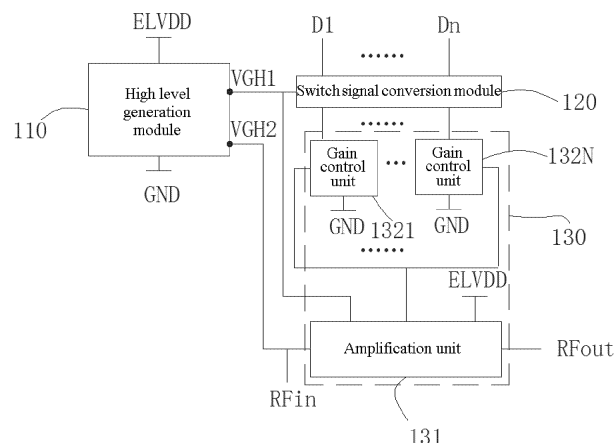 ELVDD
D1
Dn
......
High level
generation
module
VGH1
VGH2
Switch signal conversion module
110
120
......
GND
Gain
control
unit
...
Gain
control
unit
132N
GND
1321
GND
130
......
ELVDD
Amplification unit
RFout
RFin
131